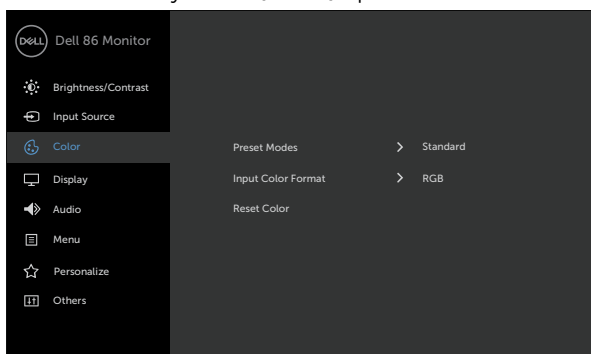 DELL Dell 86 Monitor
Brightness/Contrast
Input Source
Color
Preset Modes Standard
Display
Input Color Format RGB
Audio
Reset Color
Menu
Personalize
Others